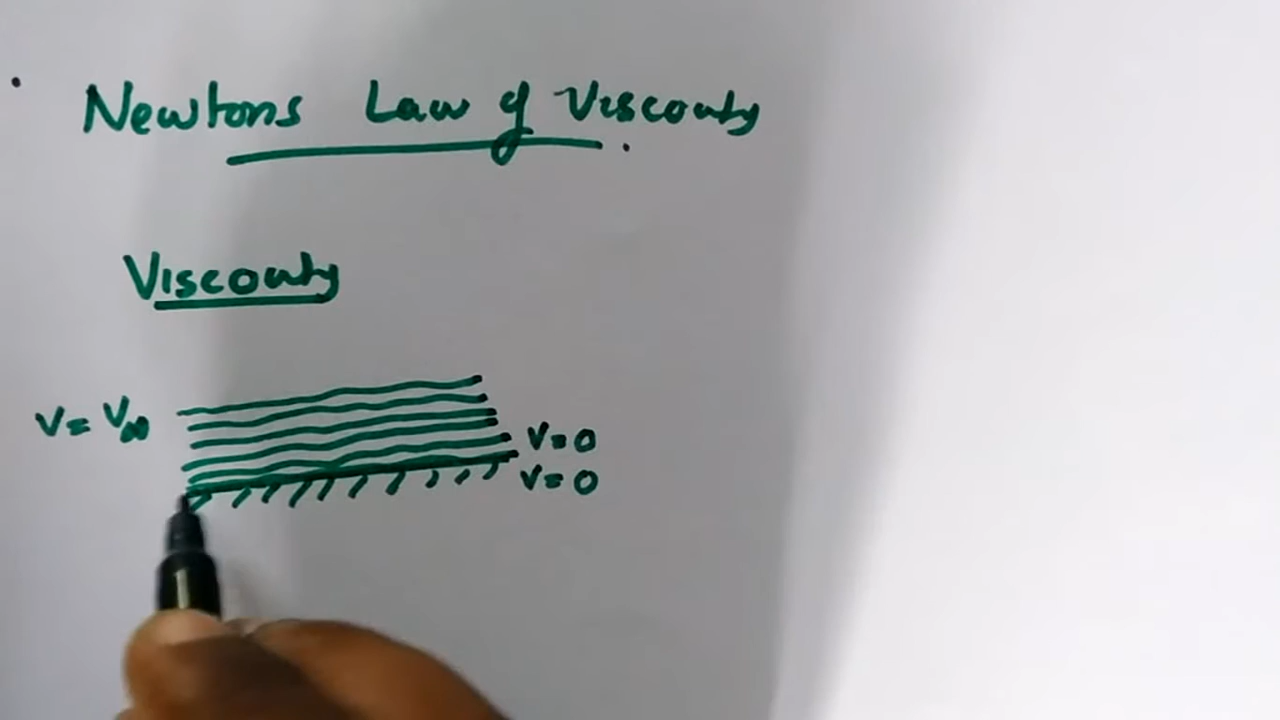 Newtons Law of Viscosity
Viscosity
V= V∞
V=0
V=0